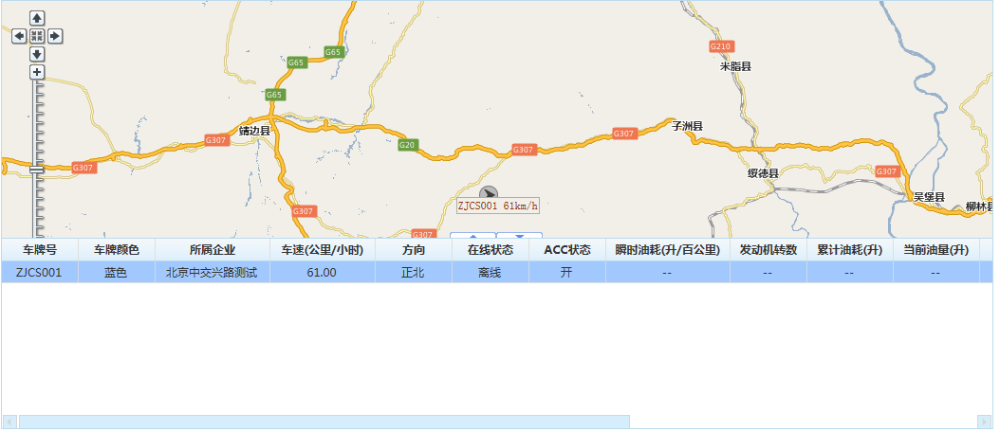 G65
G65
G65
G210
米脂县
靖边县
G307
G20
G307
G307
子洲县
G307
绥德县
G307
吴堡县
柳林县
G307
G307
ZJCS001 61km/h
车牌号 车牌颜色 所属企业 车速(公里/小时) 方向 在线状态 ACC状态 瞬时油耗(升/百公里) 发动机转数 累计油耗(升) 当前油量(升)
ZJCS001 蓝色 北京中交兴路测试 61.00 正北 离线 开 -- -- -- --